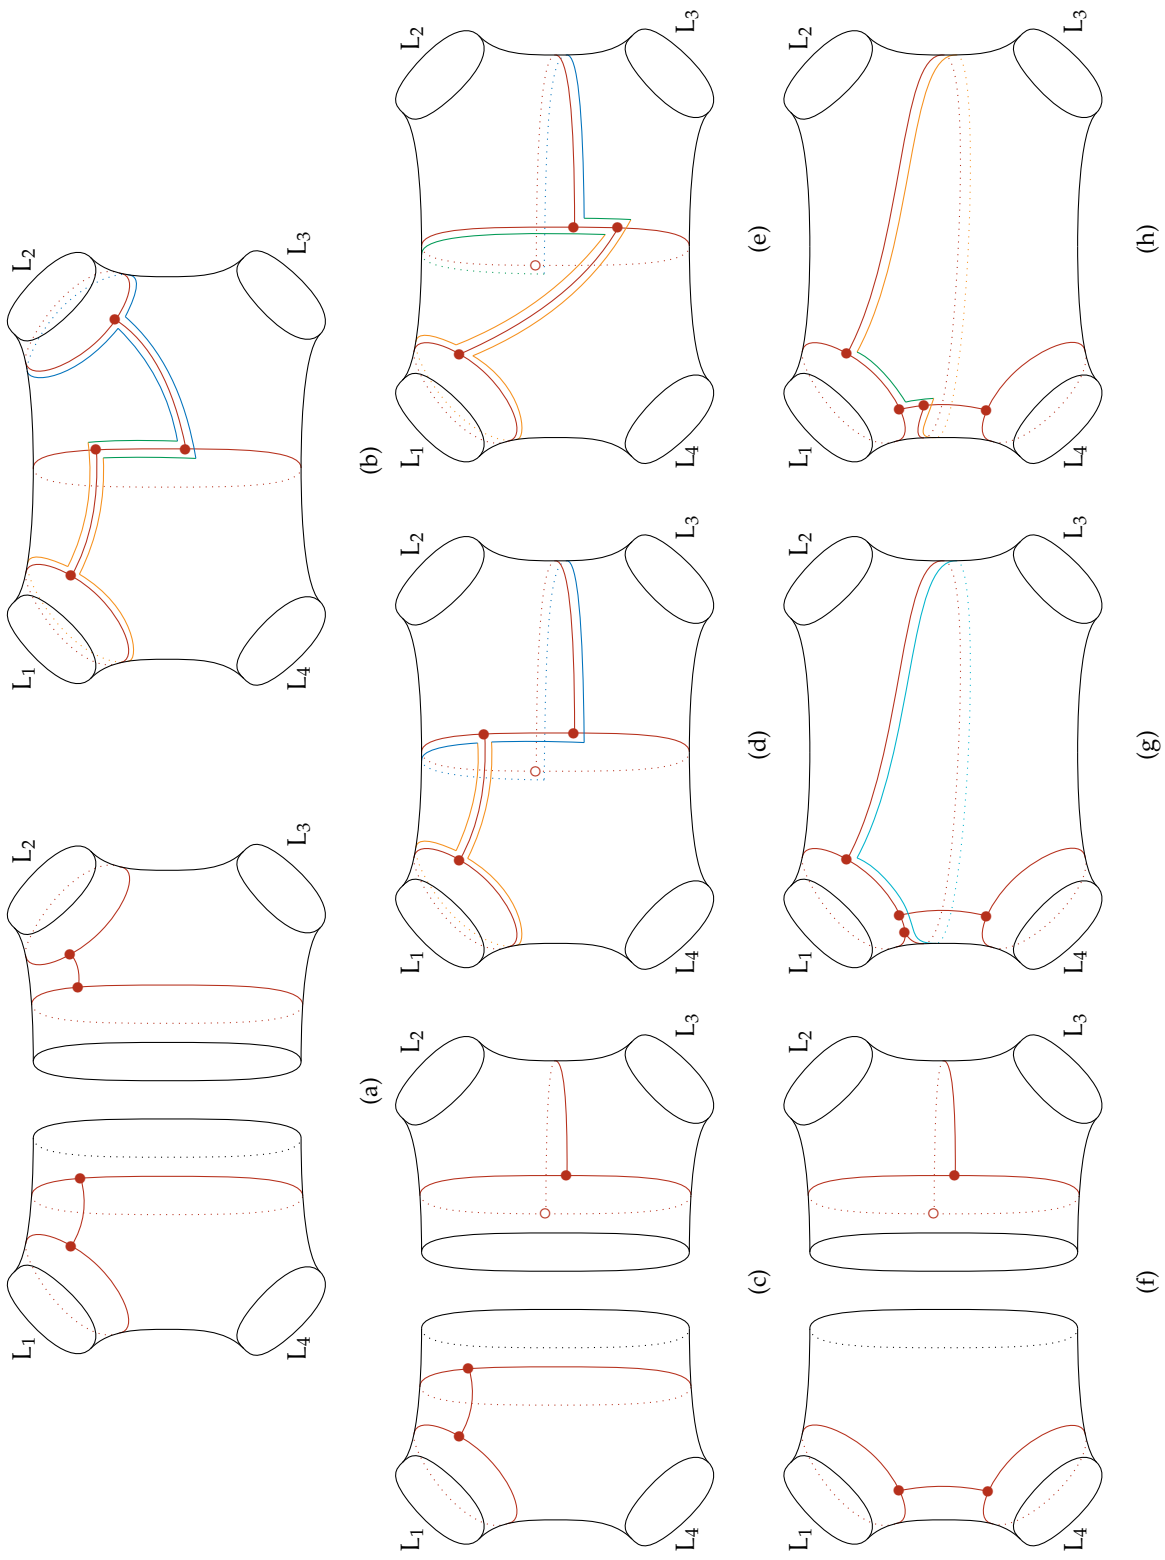 L₁ L₂ L₁ L₂
L₄ L₃ L₄ L₃
(a) (b)
L₁ L₂ L₁ L₂ L₁ L₂
L₄ L₃ L₄ L₃ L₄ L₃
(c) (d) (e)
L₁ L₂ L₁ L₂ L₁ L₂
L₄ L₃ L₄ L₃ L₄ L₃
(f) (g) (h)